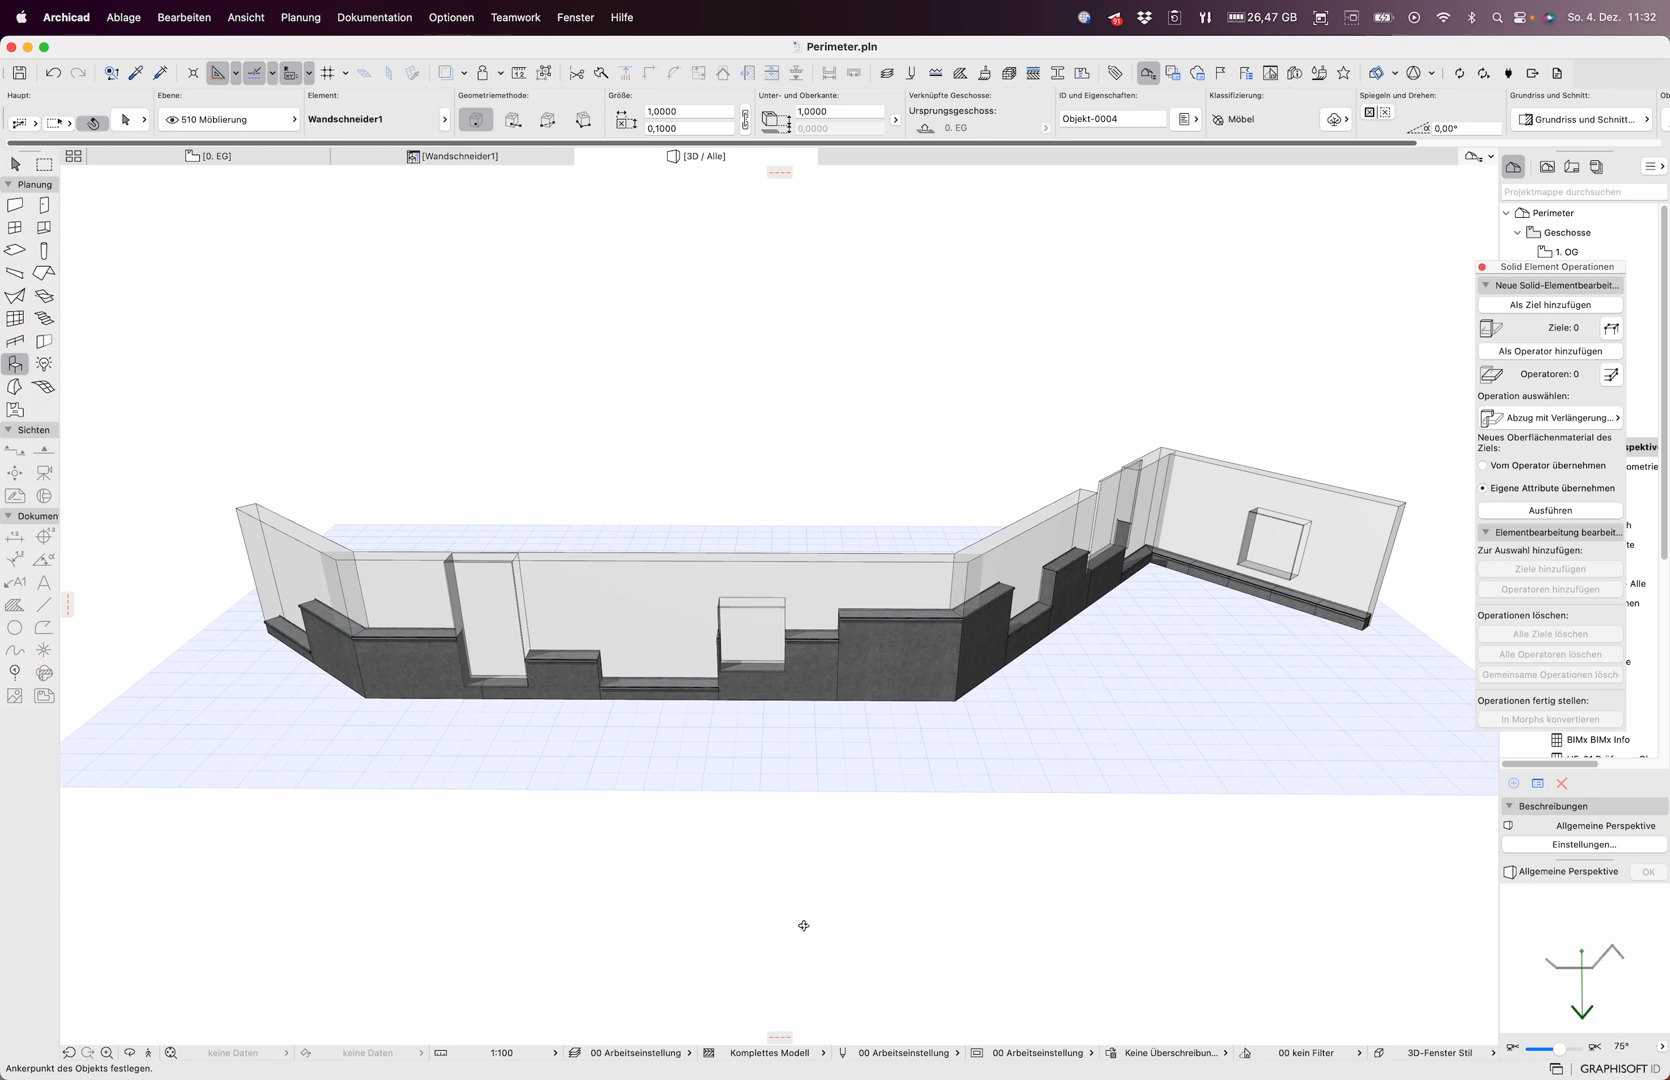 Archicad Ablage Bearbeiten Ansicht Planung Dokumentation Optionen Teamwork Fenster Hilfe 91 26,47 GB So. 4. Dez. 11:32
Perimeter.pln
Haupt: Ebene: Element: Geometriemethode: Größe: Unter- und Oberkante: Verknüpfte Geschosse: ID und Eigenschaften: Klassifizierung: Spiegeln und Drehen: Grundriss und Schnitt:
510 Möblierung Wandschneider1 1,0000 1,0000 Ursprungsgeschoss: Objekt-0004 Möbel Grundriss und Schnitt...
0,1000 0,0000 0. EG 0,00°
[0. EG] [Wandschneider1] [3D / Alle]
Planung
Sichten
Dokumen
Projektmappe durchsuchen
Perimeter
Geschosse
1. OG
Solid Element Operationen
Neue Solid-Elementbearbeit...
Als Ziel hinzufügen
Ziele: 0
Als Operator hinzufügen
Operatoren: 0
Operation auswählen:
Abzug mit Verlängerung...
Neues Oberflächenmaterial des
Ziels:
spektiv
Vom Operator übernehmen
ometrie
Eigene Attribute übernehmen
Ausführen
Elementbearbeitung bearbeit...
Zur Auswahl hinzufügen:
Ziele hinzufügen
Operatoren hinzufügen
Alle
Operationen löschen:
Alle Ziele löschen
Alle Operatoren löschen
Gemeinsame Operationen lösch
Operationen fertig stellen:
In Morphs konvertieren
BIMx BIMx Info
Beschreibungen
Allgemeine Perspektive
Einstellungen...
Allgemeine Perspektive OK
75°
keine Daten keine Daten 1:100 00 Arbeitseinstellung Komplettes Modell 00 Arbeitseinstellung 00 Arbeitseinstellung Keine Überschreibun... 00 kein Filter 3D-Fenster Stil
Ankerpunkt des Objekts festlegen. GRAPHISOFT ID